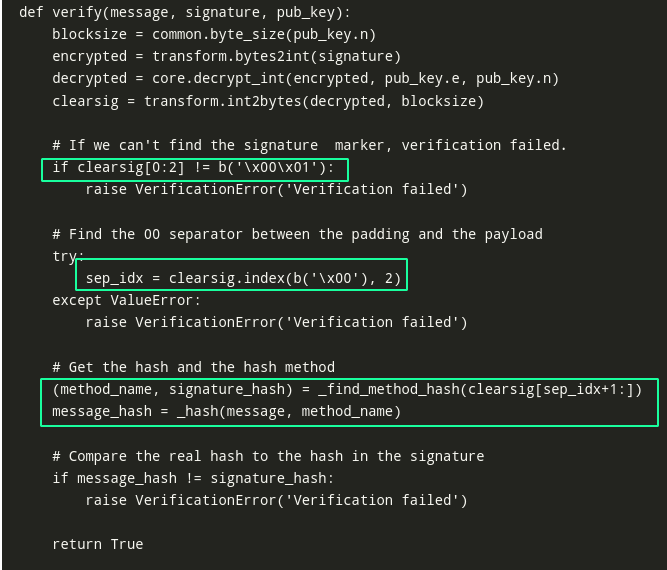 def verify(message, signature, pub_key):
    blocksize = common.byte_size(pub_key.n)
    encrypted = transform.bytes2int(signature)
    decrypted = core.decrypt_int(encrypted, pub_key.e, pub_key.n)
    clearsig = transform.int2bytes(decrypted, blocksize)

    # If we can't find the signature  marker, verification failed.
    if clearsig[0:2] != b('\x00\x01'):
        raise VerificationError('Verification failed')

    # Find the 00 separator between the padding and the payload
    try:
        sep_idx = clearsig.index(b('\x00'), 2)
    except ValueError:
        raise VerificationError('Verification failed')

    # Get the hash and the hash method
    (method_name, signature_hash) = _find_method_hash(clearsig[sep_idx+1:])
    message_hash = _hash(message, method_name)

    # Compare the real hash to the hash in the signature
    if message_hash != signature_hash:
        raise VerificationError('Verification failed')

    return True